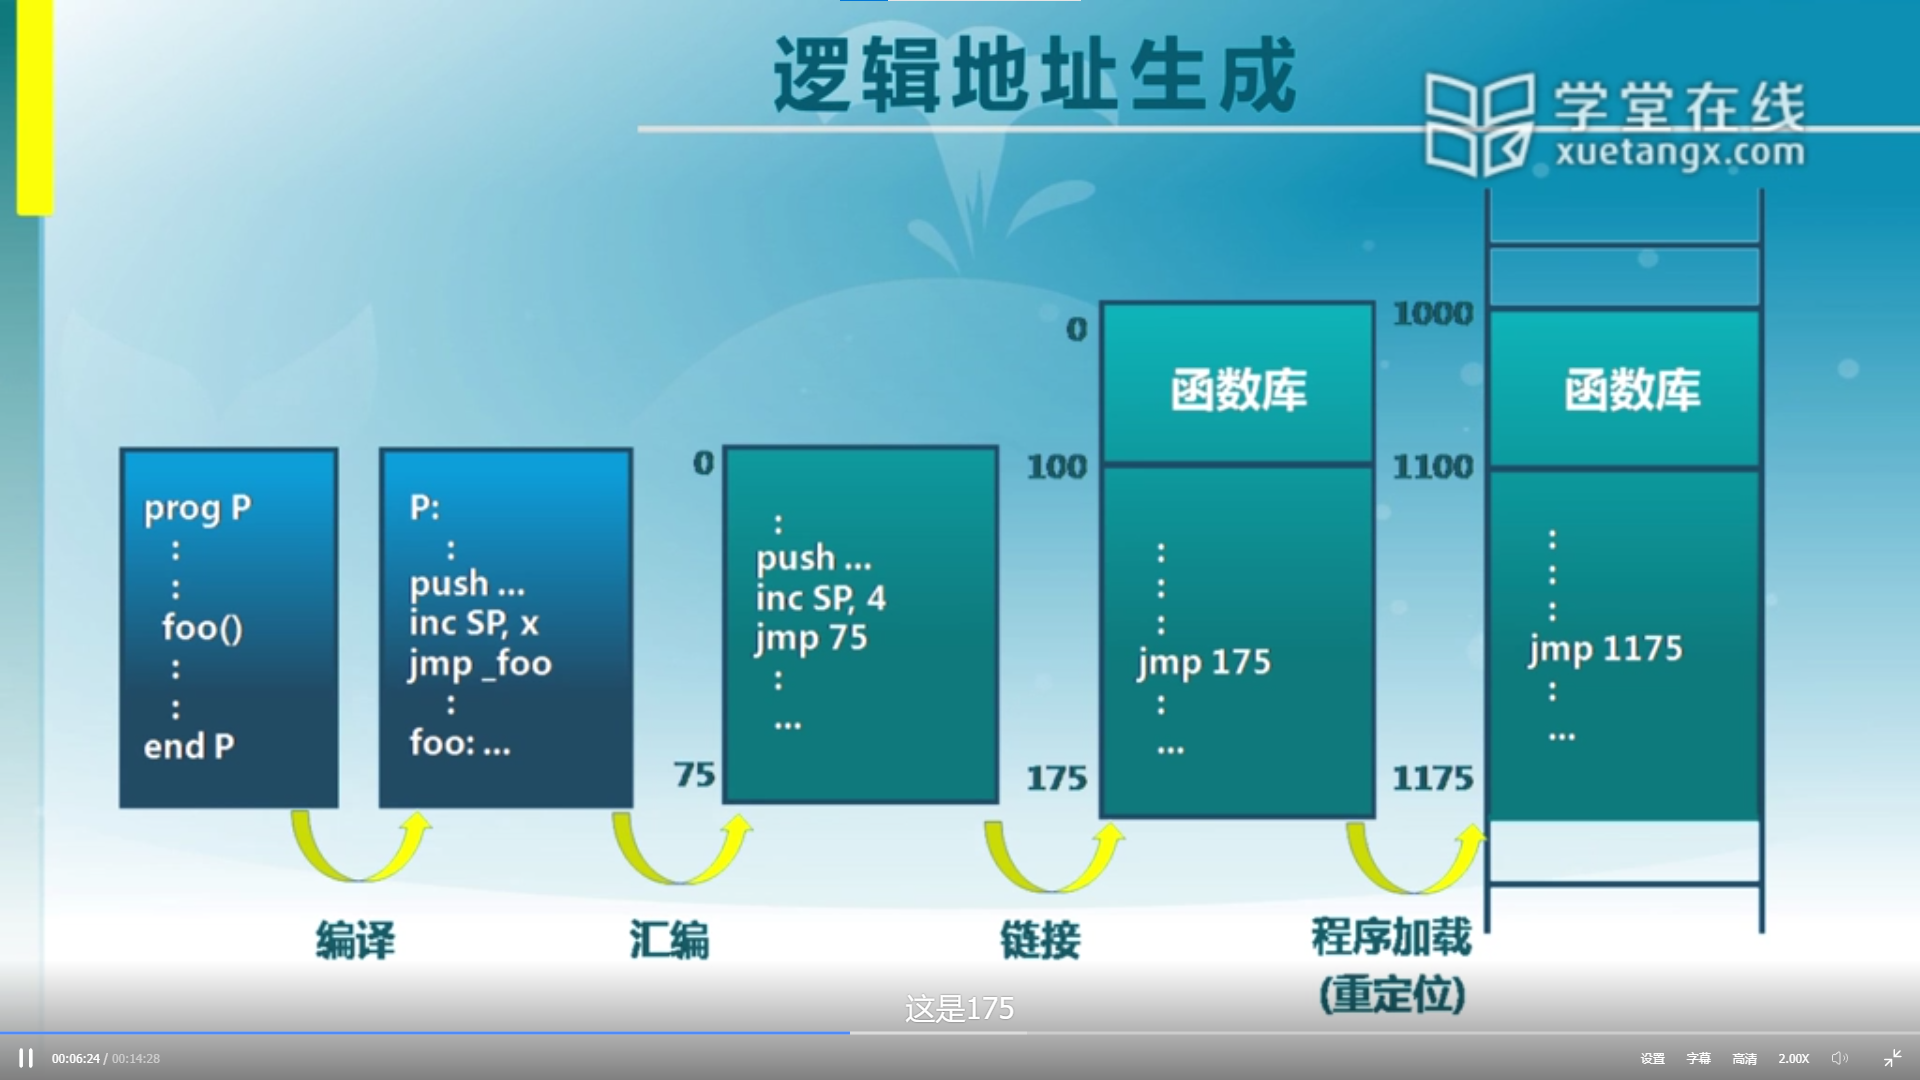 逻辑地址生成
学堂在线
xuetangx.com
prog P
:
:
foo()
:
:
end P
P:
:
push ...
inc SP, x
jmp _foo
:
foo: ...
0
:
push ...
inc SP, 4
jmp 75
:
...
75
0
函数库
100
:
:
:
jmp 175
:
...
175
1000
函数库
1100
:
:
:
jmp 1175
:
...
1175
编译
汇编
链接
程序加载
(重定位)
这是175
00:06:24 / 00:14:28
设置 字幕 高清 2.00X